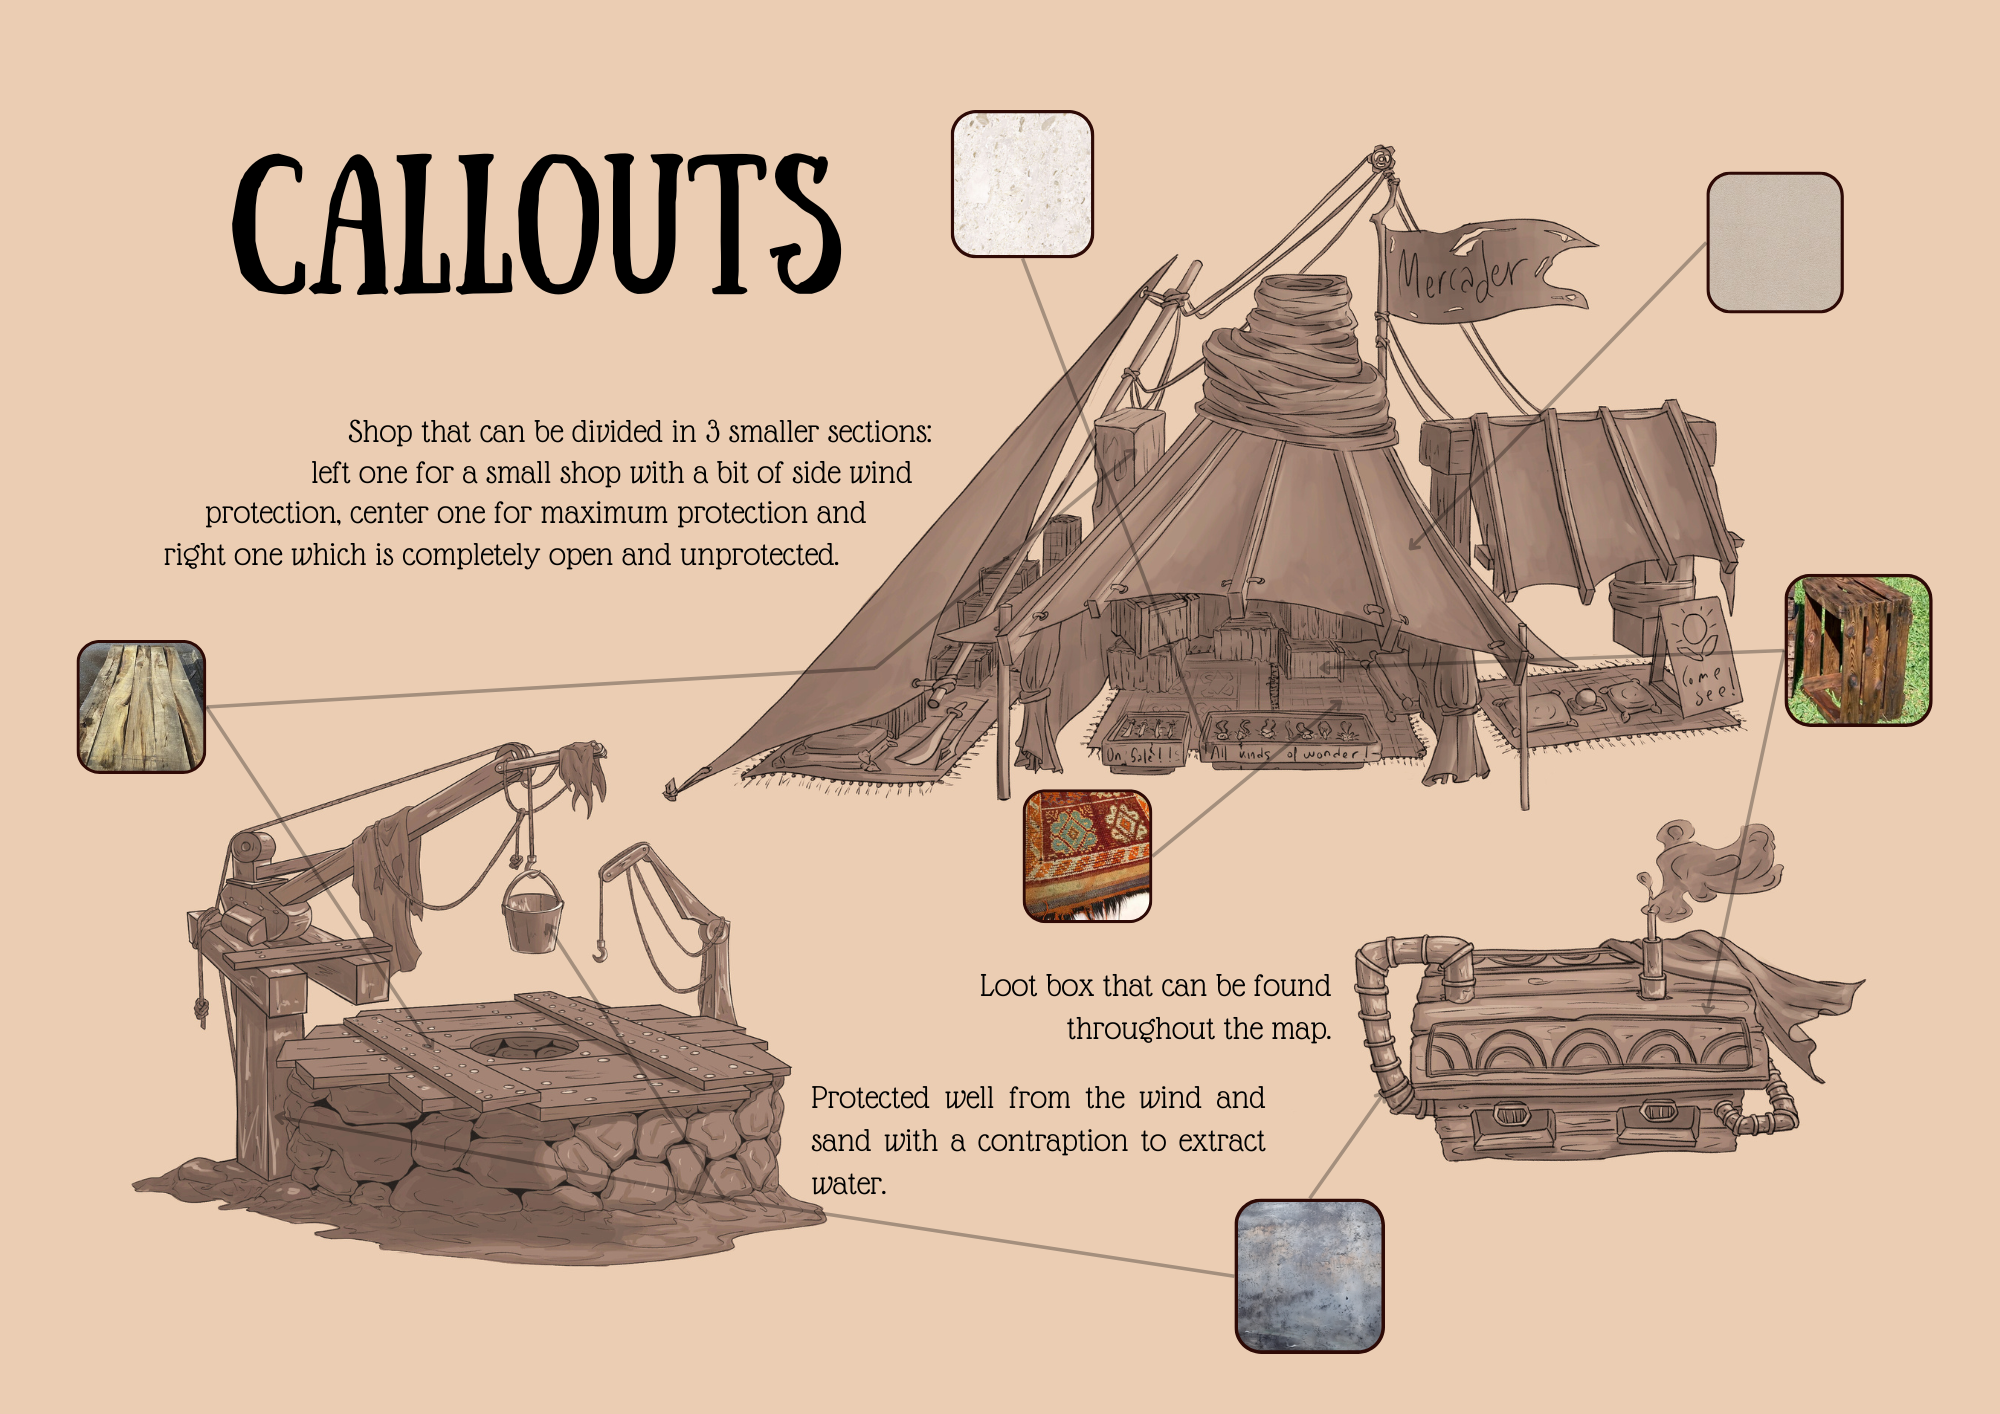 CALLOUTS
Mercader
Shop that can be divided in 3 smaller sections:
left one for a small shop with a bit of side wind
protection, center one for maximum protection and
right one which is completely open and unprotected.
Come
see!
On Sale!!
All kinds of wonder!
Loot box that can be found
throughout the map.
Protected well from the wind and
sand with a contraption to extract
water.